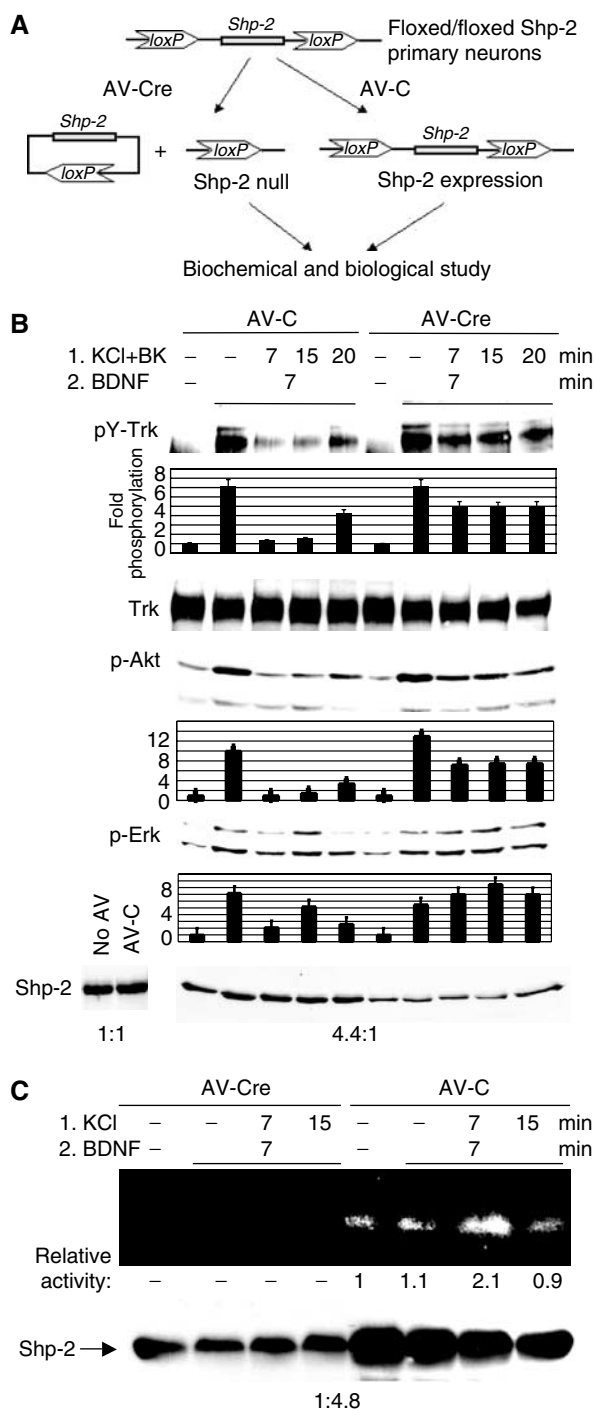 A
Shp-2
loxP loxP
Floxed/floxed Shp-2
primary neurons
AV-Cre AV-C
Shp-2 Shp-2
loxP + loxP loxP loxP
Shp-2 null Shp-2 expression
Biochemical and biological study
B
AV-C AV-Cre
1. KCl+BK – – 7 15 20 – – 7 15 20 min
2. BDNF – 7 – 7 min
pY-Trk
Fold
phosphorylation
8
6
4
2
0
Trk
p-Akt
12
8
4
0
p-Erk
8
4
0
No AV
AV-C
Shp-2
1:1 4.4:1
C
AV-Cre AV-C
1. KCl – – 7 15 – – 7 15 min
2. BDNF – 7 – 7 min
Relative
activity: – – – – 1 1.1 2.1 0.9
Shp-2
1:4.8